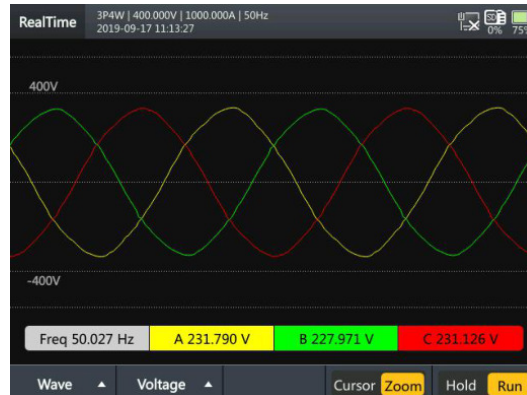 RealTime
3P4W | 400.000V | 1000.000A | 50Hz
2019-09-17 11:13:27
0%
75%
400V
-400V
Freq 50.027 Hz
A 231.790 V
B 227.971 V
C 231.126 V
Wave
Voltage
Cursor Zoom
Hold Run